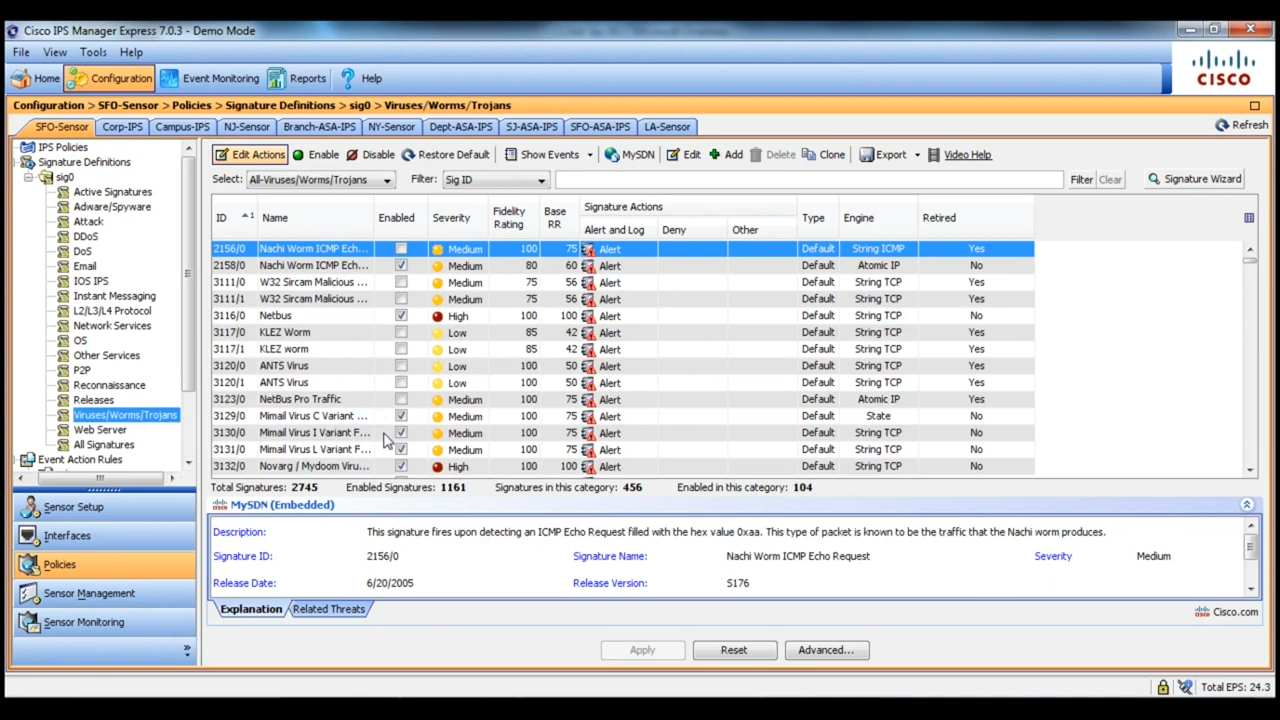 Cisco IPS Manager Express 7.0.3 - Demo Mode
File View Tools Help
Home Configuration Event Monitoring Reports Help
CISCO
Configuration > SFO-Sensor > Policies > Signature Definitions > sig0 > Viruses/Worms/Trojans
SFO-Sensor Corp-IPS Campus-IPS NJ-Sensor Branch-ASA-IPS NY-Sensor Dept-ASA-IPS SJ-ASA-IPS SFO-ASA-IPS LA-Sensor Refresh
IPS Policies
Signature Definitions
sig0
Active Signatures
Adware/Spyware
Attack
DDoS
DoS
Email
IOS IPS
Instant Messaging
L2/L3/L4 Protocol
Network Services
OS
Other Services
P2P
Reconnaissance
Releases
Viruses/Worms/Trojans
Web Server
All Signatures
Event Action Rules
Sensor Setup
Interfaces
Policies
Sensor Management
Sensor Monitoring
Edit Actions Enable Disable Restore Default Show Events MySDN Edit Add Delete Clone Export Video Help
Select: All-Viruses/Worms/Trojans Filter: Sig ID Filter Clear Signature Wizard
ID 1 Name Enabled Severity Fidelity Rating Base RR Signature Actions Type Engine Retired
Alert and Log Deny Other
2156/0 Nachi Worm ICMP Ech... Medium 100 75 Alert Default String ICMP Yes
2158/0 Nachi Worm ICMP Ech... Medium 80 60 Alert Default Atomic IP No
3111/0 W32 Sircam Malicious ... Medium 75 56 Alert Default String TCP Yes
3111/1 W32 Sircam Malicious ... Medium 75 56 Alert Default String TCP Yes
3116/0 Netbus High 100 100 Alert Default String TCP No
3117/0 KLEZ Worm Low 85 42 Alert Default String TCP Yes
3117/1 KLEZ worm Low 85 42 Alert Default String TCP Yes
3120/0 ANTS Virus Low 100 50 Alert Default String TCP Yes
3120/1 ANTS Virus Low 100 50 Alert Default String TCP Yes
3123/0 NetBus Pro Traffic Medium 100 75 Alert Default Atomic IP Yes
3129/0 Mimail Virus C Variant ... Medium 100 75 Alert Default State No
3130/0 Mimail Virus I Variant F... Medium 100 75 Alert Default String TCP No
3131/0 Mimail Virus L Variant F... Medium 100 75 Alert Default String TCP No
3132/0 Novarg / Mydoom Viru... High 100 100 Alert Default String TCP No
Total Signatures: 2745 Enabled Signatures: 1161 Signatures in this category: 456 Enabled in this category: 104
CISCO MySDN (Embedded)
Description: This signature fires upon detecting an ICMP Echo Request filled with the hex value 0xaa. This type of packet is known to be the traffic that the Nachi worm produces.
Signature ID: 2156/0 Signature Name: Nachi Worm ICMP Echo Request Severity Medium
Release Date: 6/20/2005 Release Version: S176
Explanation Related Threats CISCO Cisco.com
Apply Reset Advanced...
Total EPS: 24.3